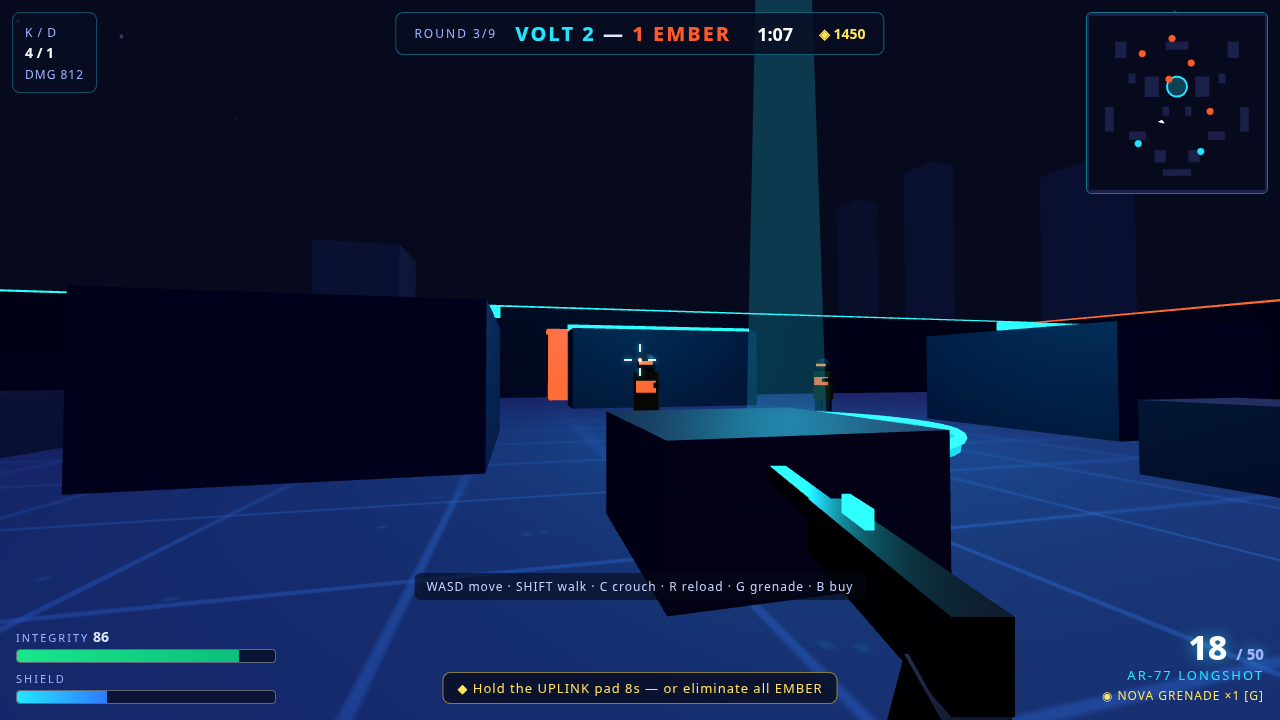 K / D
4 / 1
DMG 812
ROUND 3/9 VOLT 2 — 1 EMBER 1:07 ◈ 1450
WASD move · SHIFT walk · C crouch · R reload · G grenade · B buy
INTEGRITY 86
SHIELD
◆ Hold the UPLINK pad 8s — or eliminate all EMBER
18 / 50
AR-77 LONGSHOT
◉ NOVA GRENADE ×1 [G]